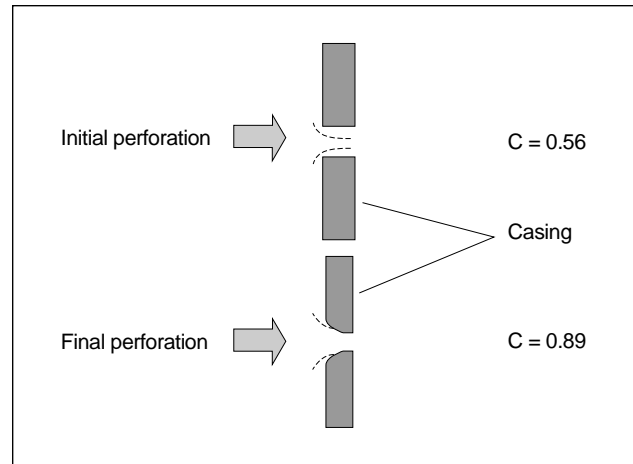 Initial perforation
C = 0.56
Casing
Final perforation
C = 0.89